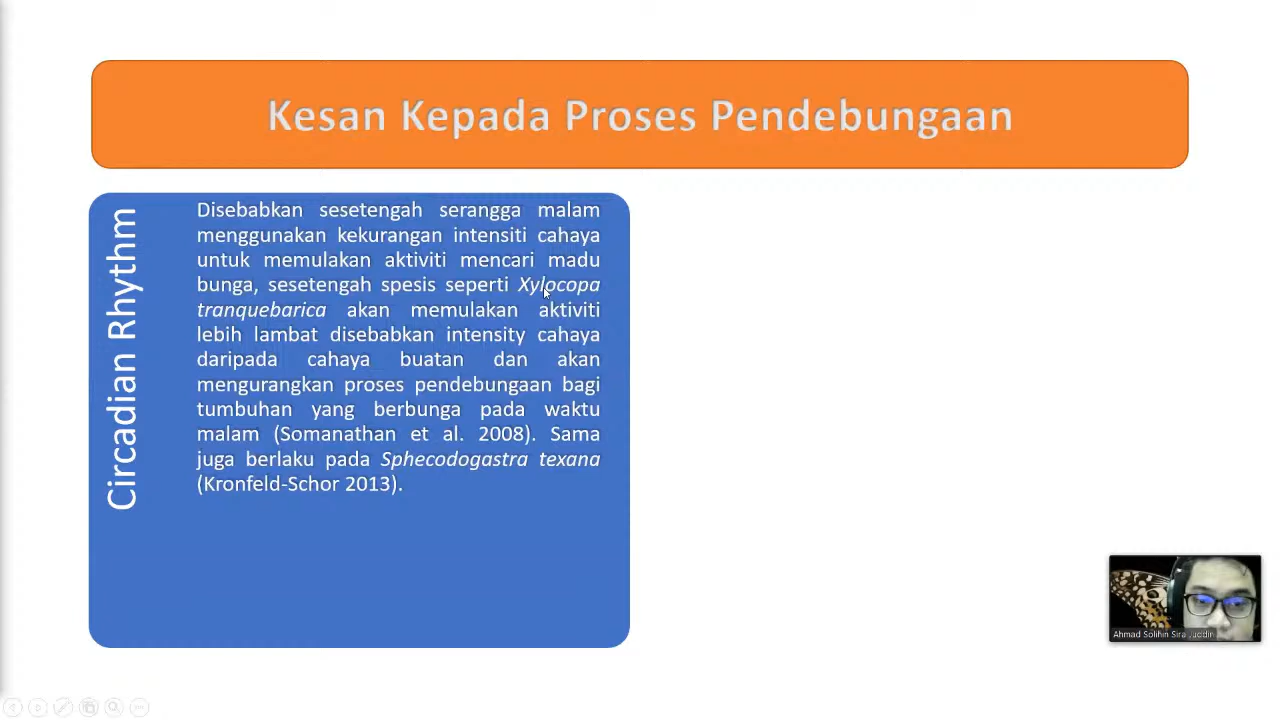 Kesan Kepada Proses Pendebungaan
Circadian Rhythm
Disebabkan sesetengah serangga malam
menggunakan kekurangan intensiti cahaya
untuk memulakan aktiviti mencari madu
bunga, sesetengah spesis seperti Xylocopa
tranquebarica akan memulakan aktiviti
lebih lambat disebabkan intensity cahaya
daripada cahaya buatan dan akan
mengurangkan proses pendebungaan bagi
tumbuhan yang berbunga pada waktu
malam (Somanathan et al. 2008). Sama
juga berlaku pada Sphecodogastra texana
(Kronfeld-Schor 2013).
Ahmad Solihin